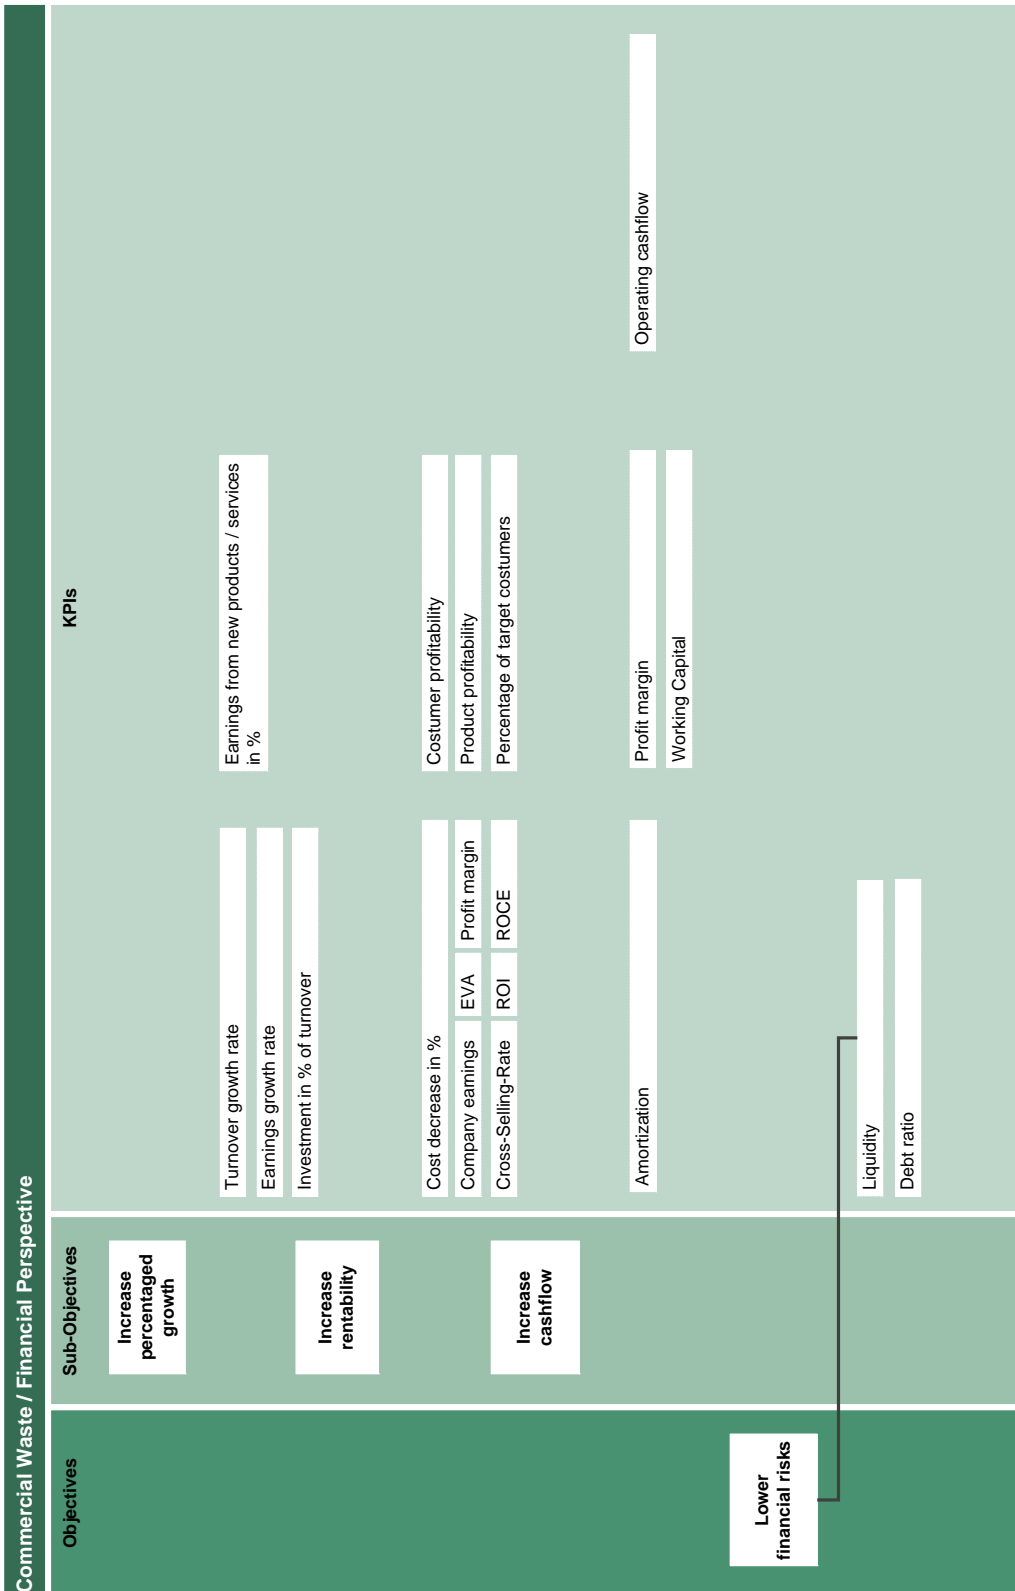 Commercial Waste / Financial Perspective
Objectives
Sub-Objectives
KPIs
Increase
percentaged
growth
Turnover growth rate
Earnings growth rate
Investment in % of turnover
Earnings from new products / services
in %
Increase
rentability
Cost decrease in %
Company earnings
EVA
Profit margin
Cross-Selling-Rate
ROI
ROCE
Costumer profitability
Product profitability
Percentage of target costumers
Increase
cashflow
Amortization
Profit margin
Working Capital
Operating cashflow
Lower
financial risks
Liquidity
Debt ratio